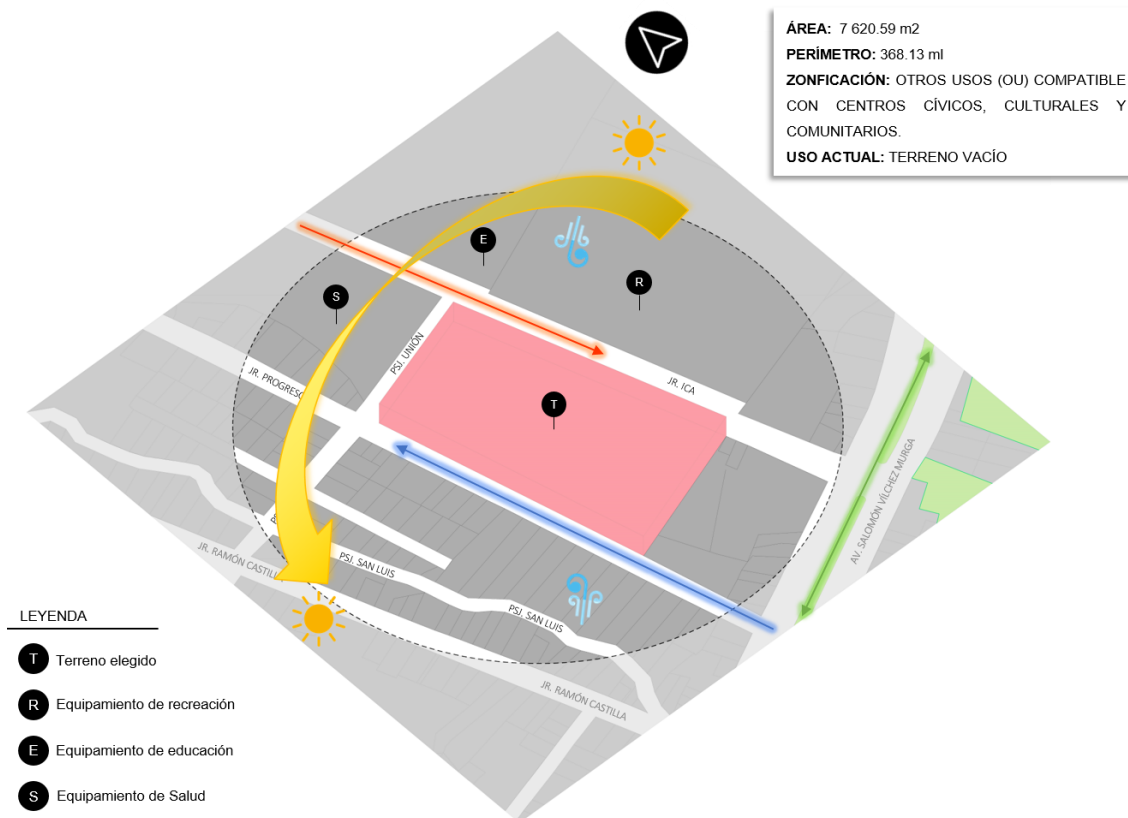 ÁREA: 7 620.59 m2
PERÍMETRO: 368.13 ml
ZONFICACIÓN: OTROS USOS (OU) COMPATIBLE
CON CENTROS CÍVICOS, CULTURALES Y
COMUNITARIOS.
USO ACTUAL: TERRENO VACÍO
E
R
S
PSJ. UNIÓN
JR. PROGRESO
JR. ICA
T
AV. SALOMÓN VÍLCHEZ MURGA
JR. RAMÓN CASTILLA
PSJ. SAN LUIS
PSJ. SAN LUIS
JR. RAMÓN CASTILLA
LEYENDA
T Terreno elegido
R Equipamiento de recreación
E Equipamiento de educación
S Equipamiento de Salud